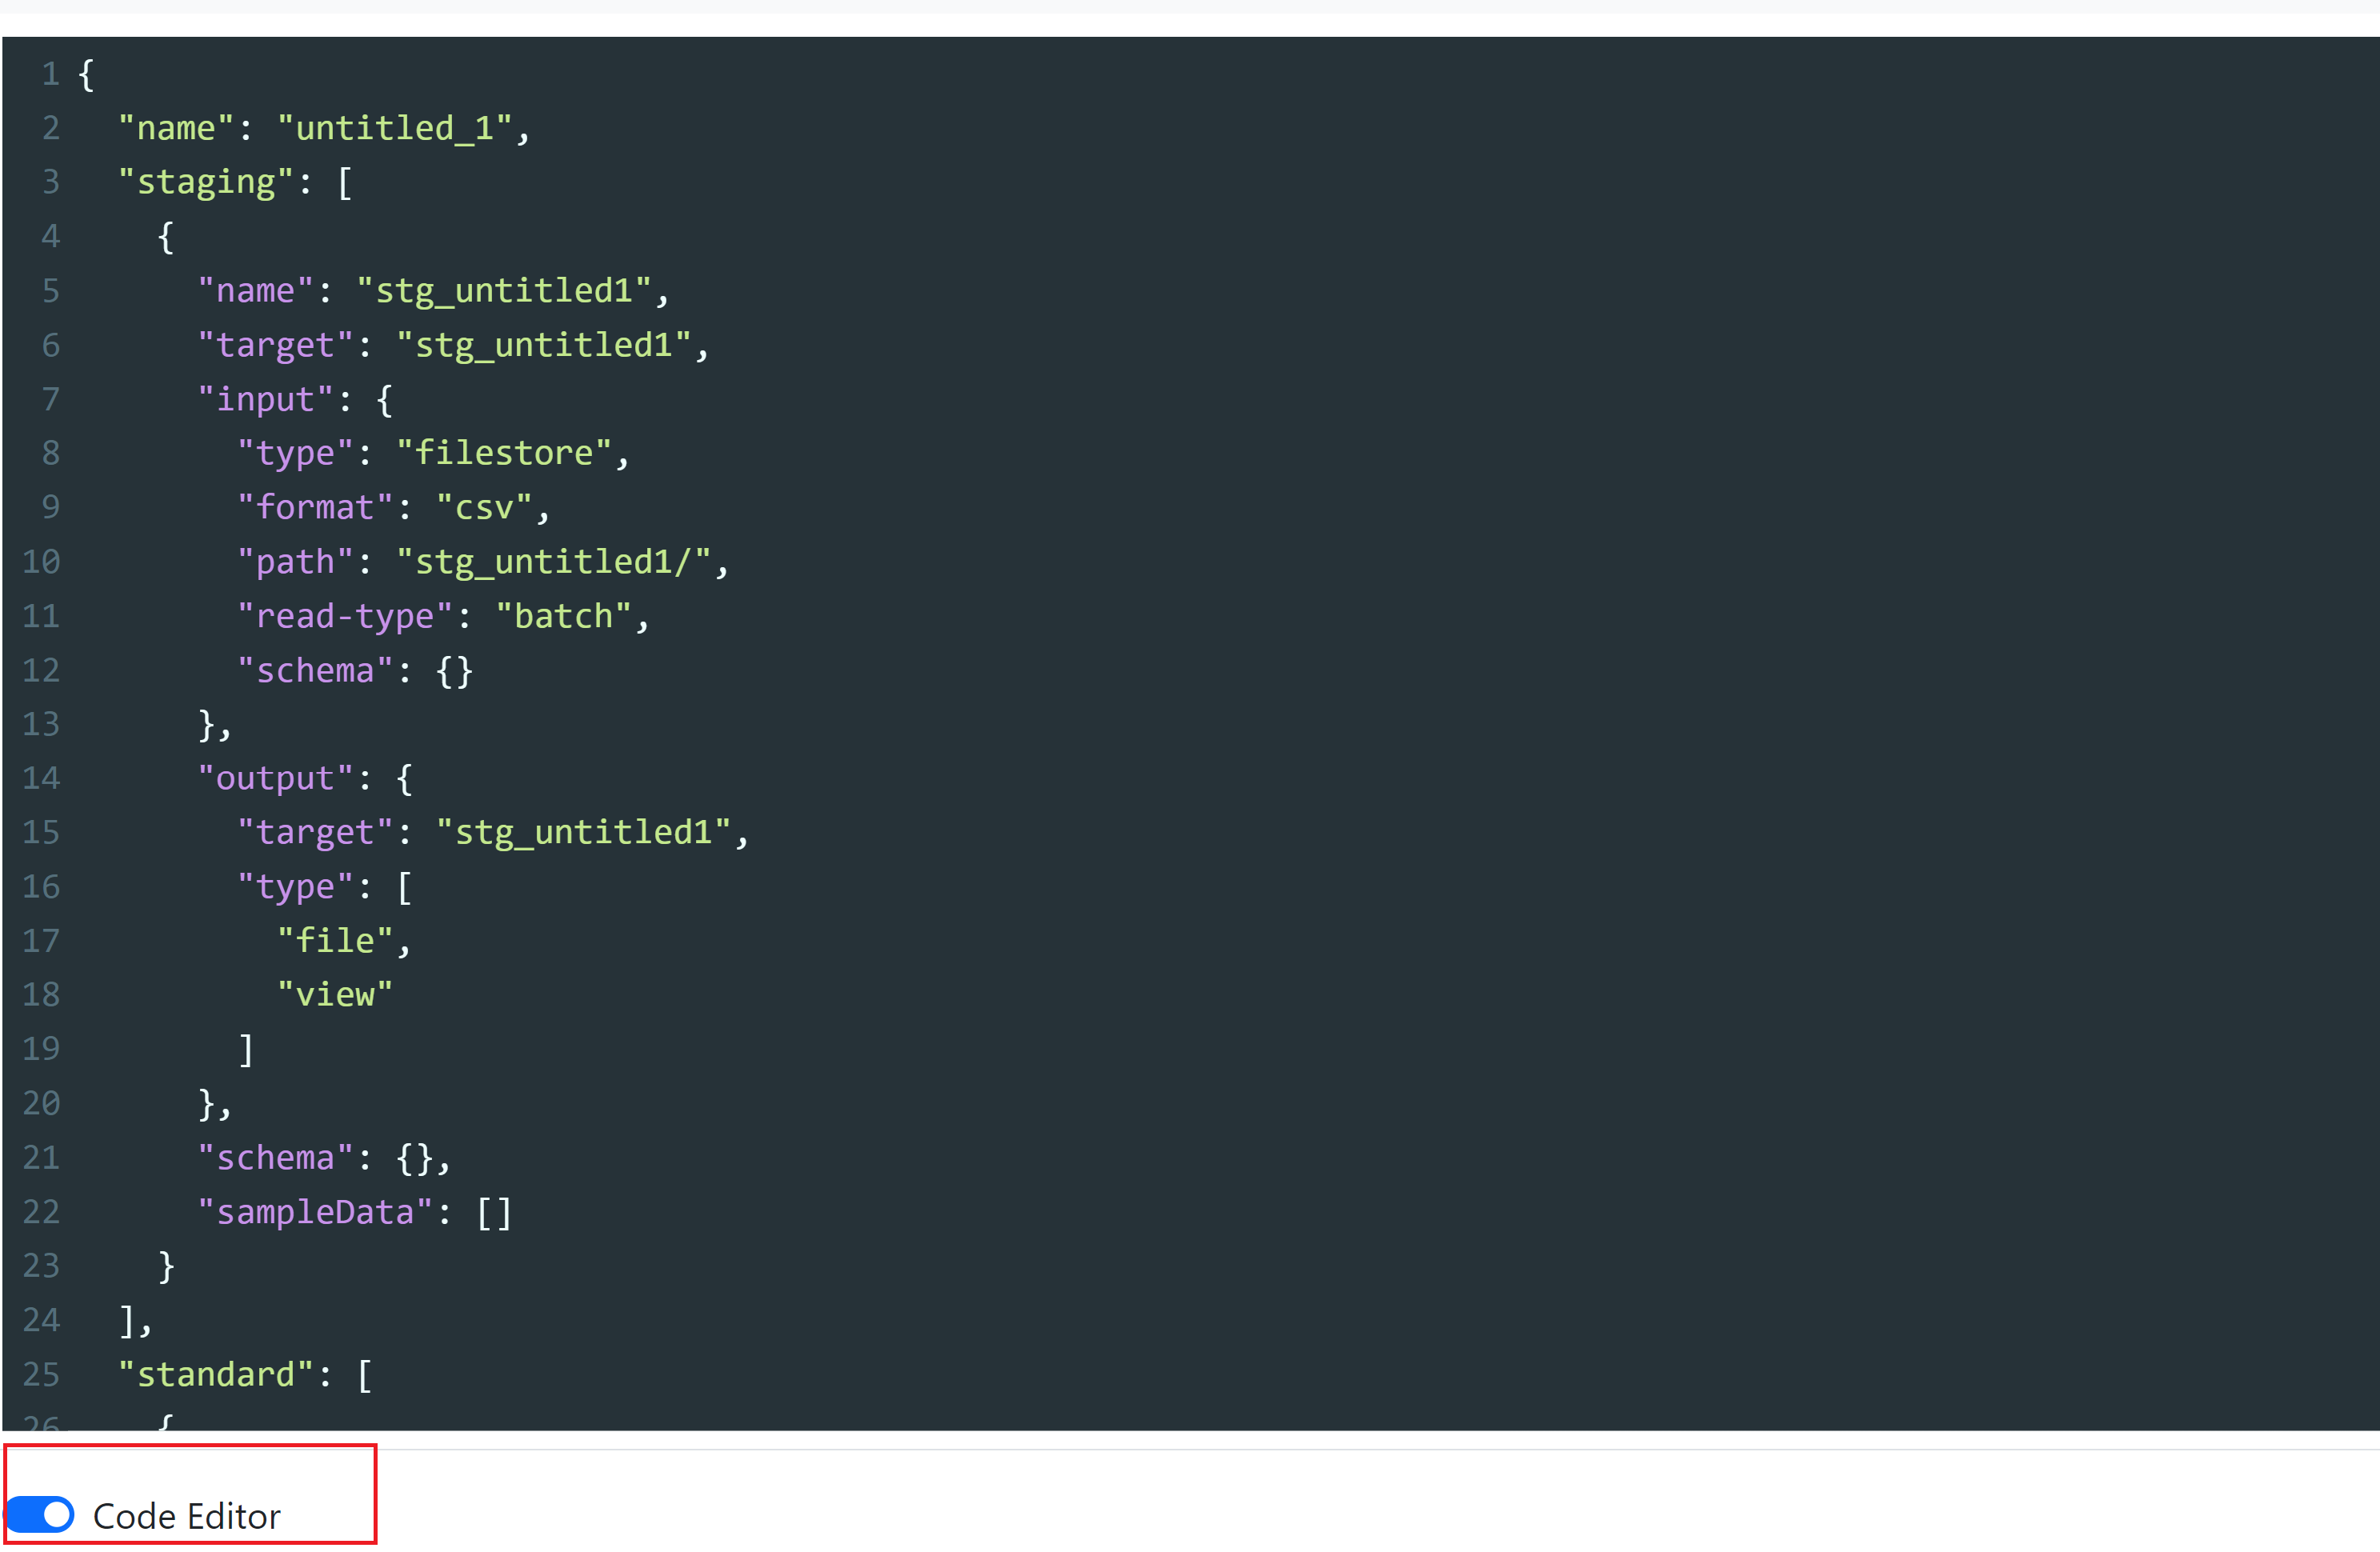 1 {
2   "name": "untitled_1",
3   "staging": [
4     {
5       "name": "stg_untitled1",
6       "target": "stg_untitled1",
7       "input": {
8         "type": "filestore",
9         "format": "csv",
10         "path": "stg_untitled1/",
11         "read-type": "batch",
12         "schema": {}
13       },
14       "output": {
15         "target": "stg_untitled1",
16         "type": [
17           "file",
18           "view"
19         ]
20       },
21       "schema": {},
22       "sampleData": []
23     }
24   ],
25   "standard": [
26     {
Code Editor